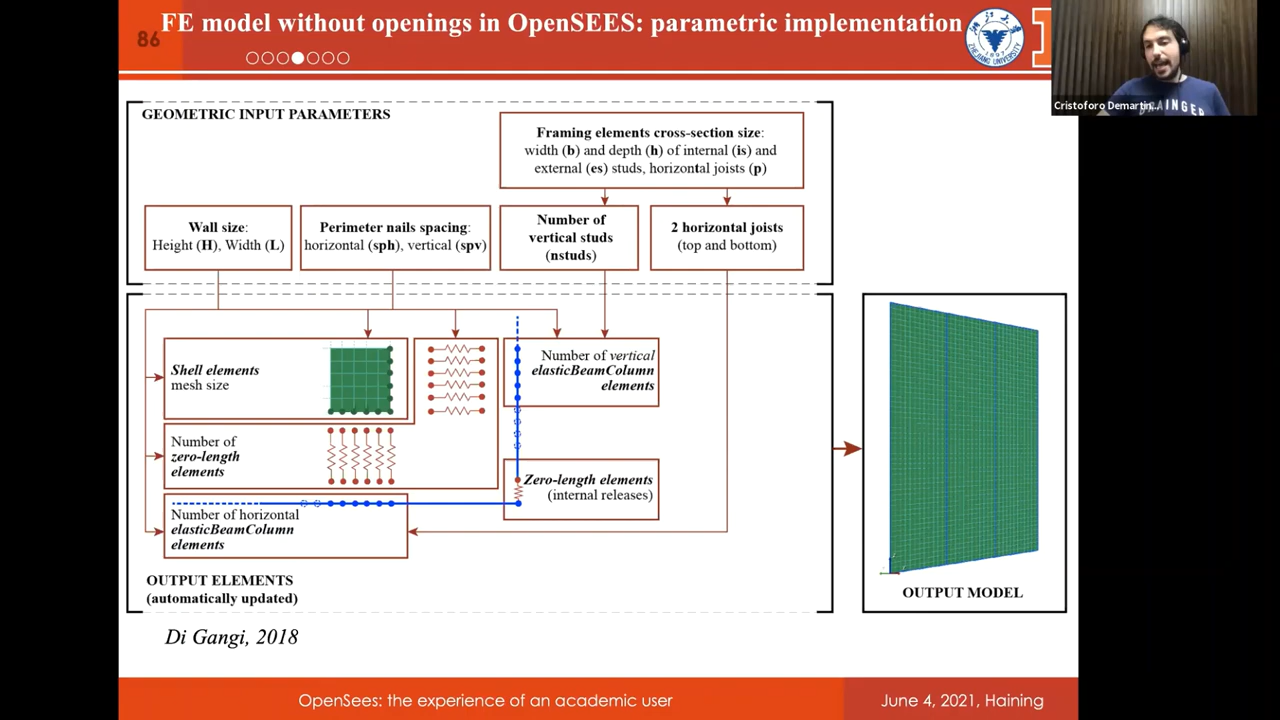 FE model without openings in OpenSEES: parametric implementation
86
ZHEJIANG UNIVERSITY
1897
Cristoforo Demartin...
GEOMETRIC INPUT PARAMETERS
Framing elements cross-section size:
width (b) and depth (h) of internal (is) and
external (es) studs, horizontal joists (p)
Wall size:
Height (H), Width (L)
Perimeter nails spacing:
horizontal (sph), vertical (spv)
Number of
vertical studs
(nstuds)
2 horizontal joists
(top and bottom)
Shell elements
mesh size
Number of vertical
elasticBeamColumn
elements
Number of
zero-length
elements
Zero-length elements
(internal releases)
Number of horizontal
elasticBeamColumn
elements
OUTPUT ELEMENTS
(automatically updated)
OUTPUT MODEL
Di Gangi, 2018
OpenSees: the experience of an academic user
June 4, 2021, Haining